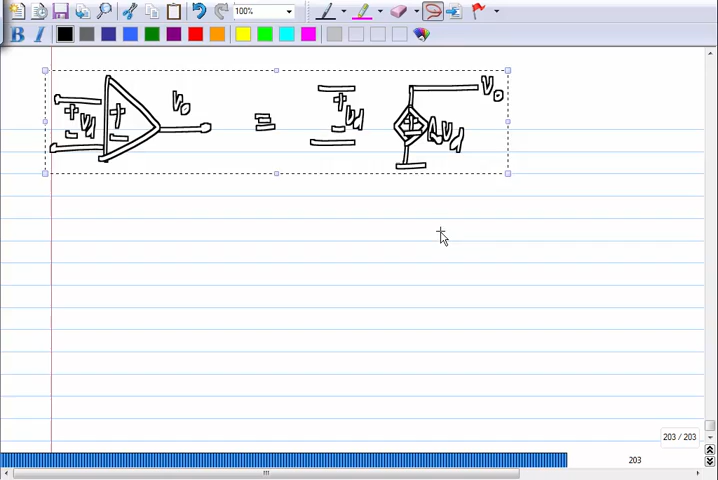 B I
100%
+ Vd - + - Vo = + Vd - + - AVd Vo
203 / 203
203